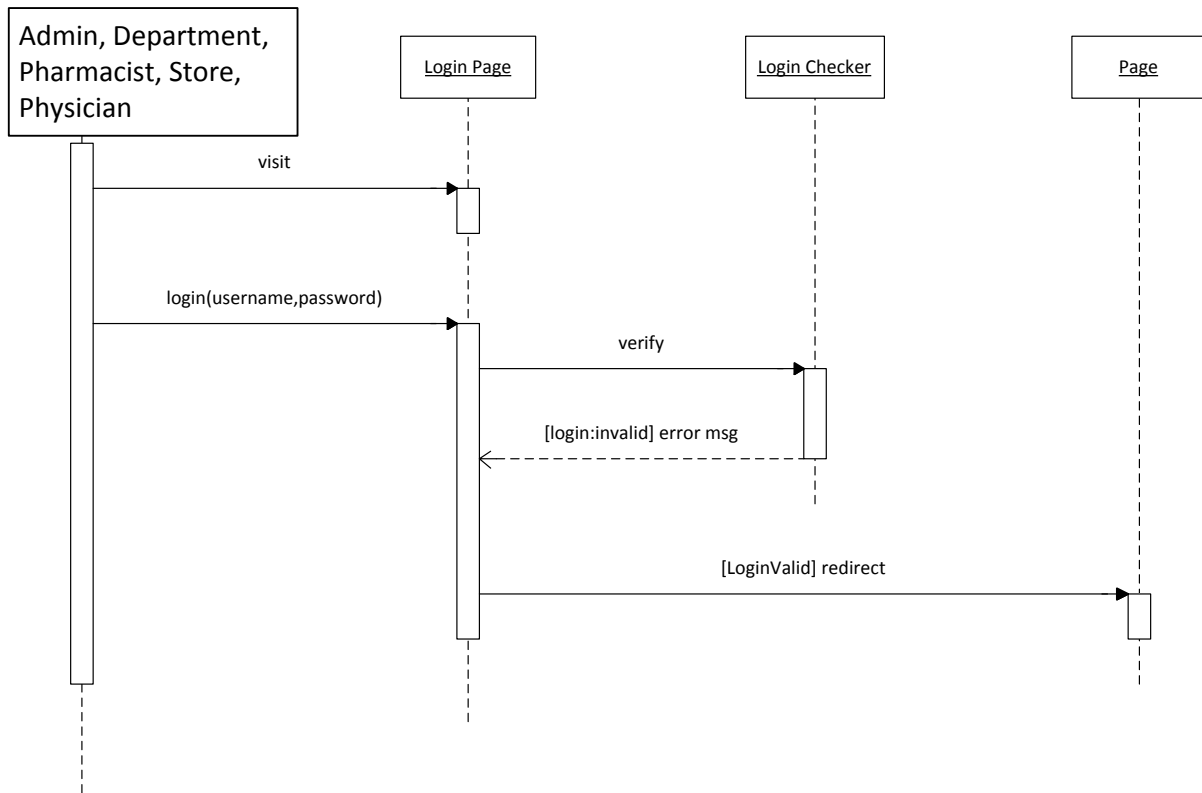 Admin, Department,
Pharmacist, Store,
Physician
Login Page
Login Checker
Page
visit
login(username,password)
verify
[login:invalid] error msg
[LoginValid] redirect